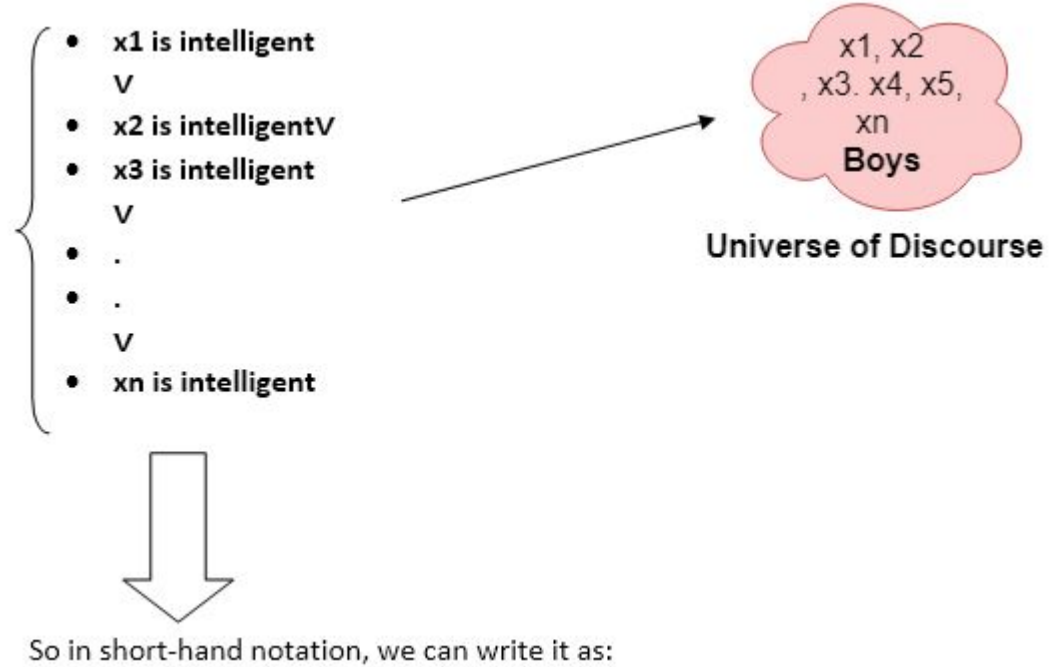 • x1 is intelligent
V
• x2 is intelligentV
• x3 is intelligent
V
• .
• .
V
• xn is intelligent
x1, x2
, x3. x4, x5,
xn
Boys
Universe of Discourse
So in short-hand notation, we can write it as: